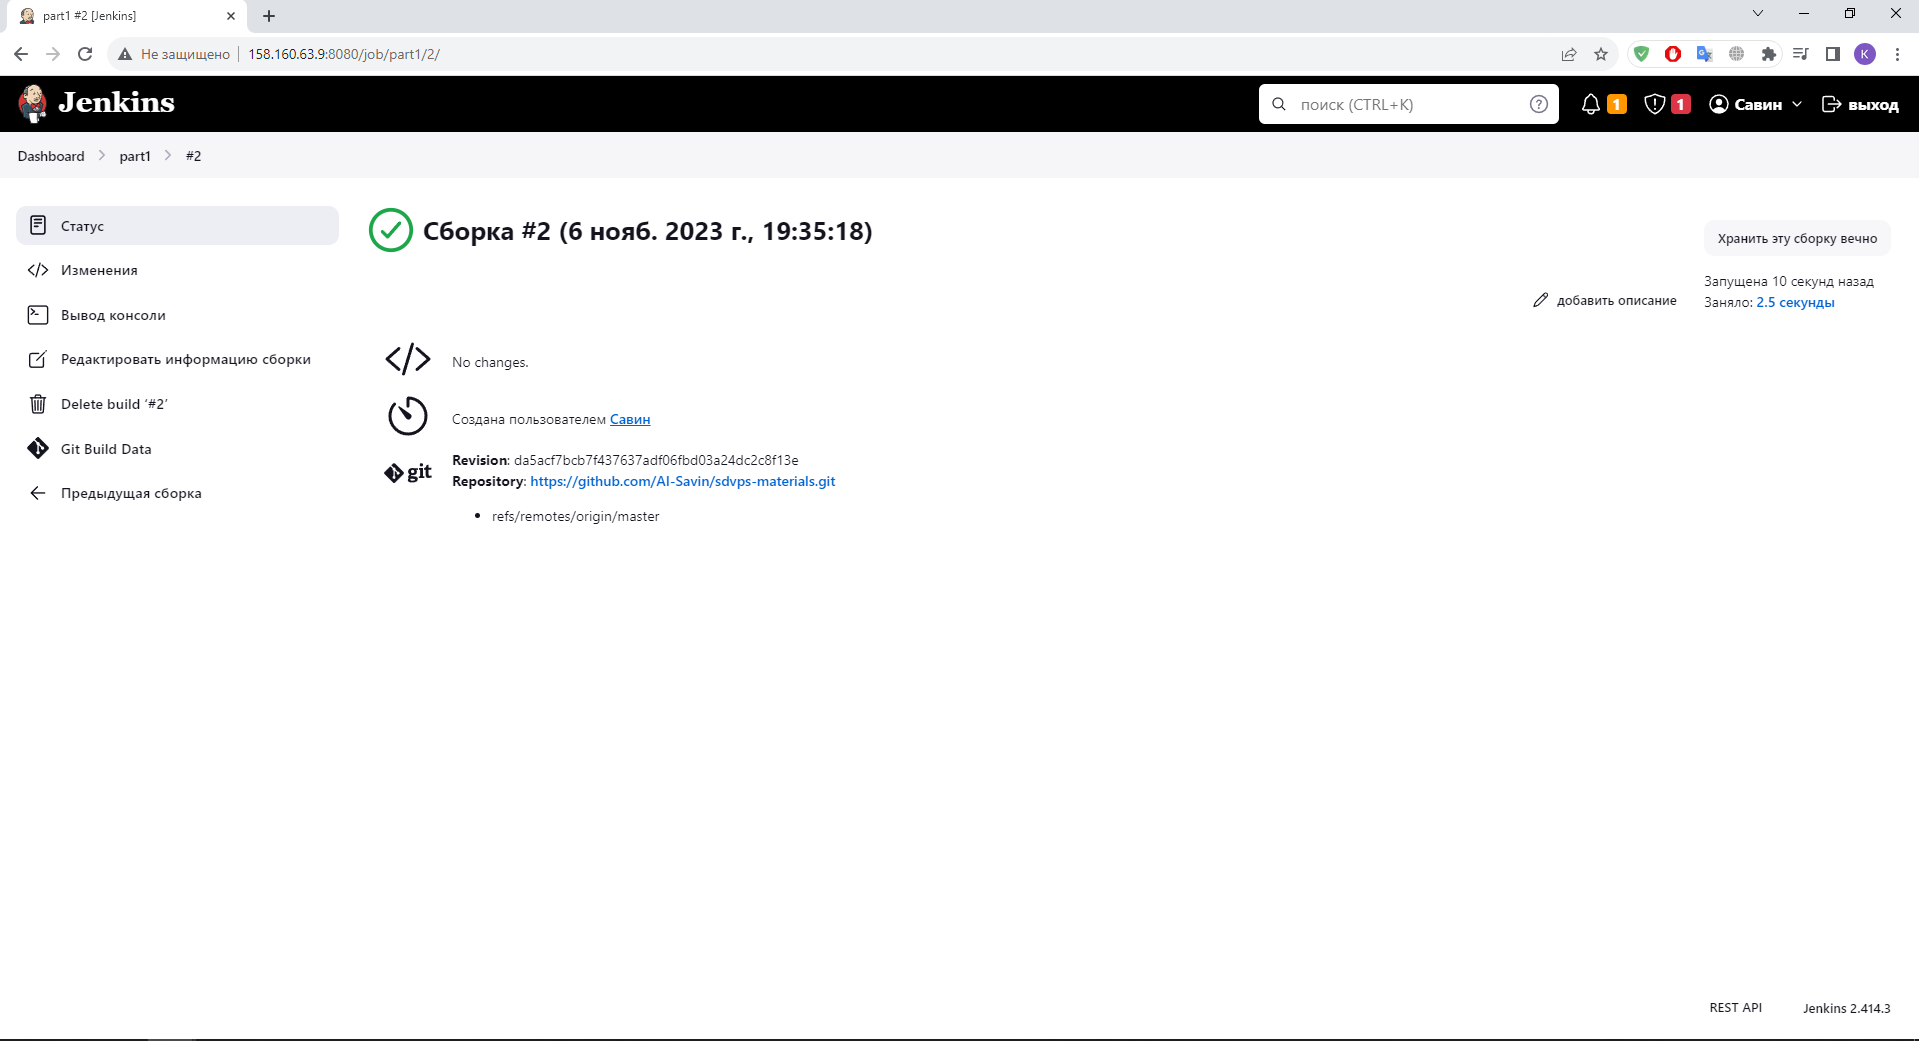 part1 #2 [Jenkins]
Не защищено
158.160.63.9:8080/job/part1/2/
K
Jenkins
поиск (CTRL+K)
1
1
Савин
выход
Dashboard
part1
#2
Статус
Изменения
Вывод консоли
Редактировать информацию сборки
Delete build ‘#2’
Git Build Data
Предыдущая сборка
Сборка #2 (6 нояб. 2023 г., 19:35:18)
Хранить эту сборку вечно
добавить описание
Запущена 10 секунд назад
Заняло: 2.5 секунды
No changes.
Создана пользователем Савин
git
Revision: da5acf7bcb7f437637adf06fbd03a24dc2c8f13e
Repository: https://github.com/Al-Savin/sdvps-materials.git
refs/remotes/origin/master
REST API
Jenkins 2.414.3